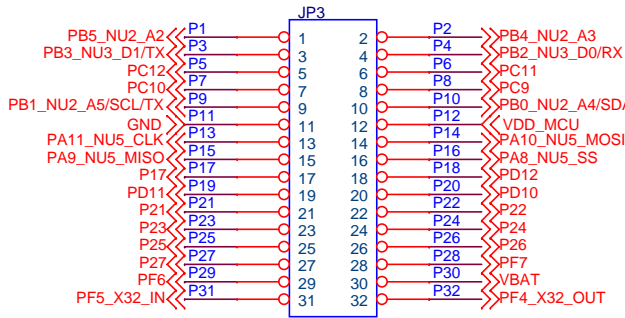 JP3
PB5_NU2_A2 P1 1 2 P2 PB4_NU2_A3
PB3_NU3_D1/TX P3 3 4 P4 PB2_NU3_D0/RX
PC12 P5 5 6 P6 PC11
PC10 P7 7 8 P8 PC9
PB1_NU2_A5/SCL/TX P9 9 10 P10 PB0_NU2_A4/SDA
GND P11 11 12 P12 VDD_MCU
PA11_NU5_CLK P13 13 14 P14 PA10_NU5_MOSI
PA9_NU5_MISO P15 15 16 P16 PA8_NU5_SS
P17 P17 17 18 P18 PD12
PD11 P19 19 20 P20 PD10
P21 P21 21 22 P22 P22
P23 P23 23 24 P24 P24
P25 P25 25 26 P26 P26
P27 P27 27 28 P28 PF7
PF6 P29 29 30 P30 VBAT
PF5_X32_IN P31 31 32 P32 PF4_X32_OUT